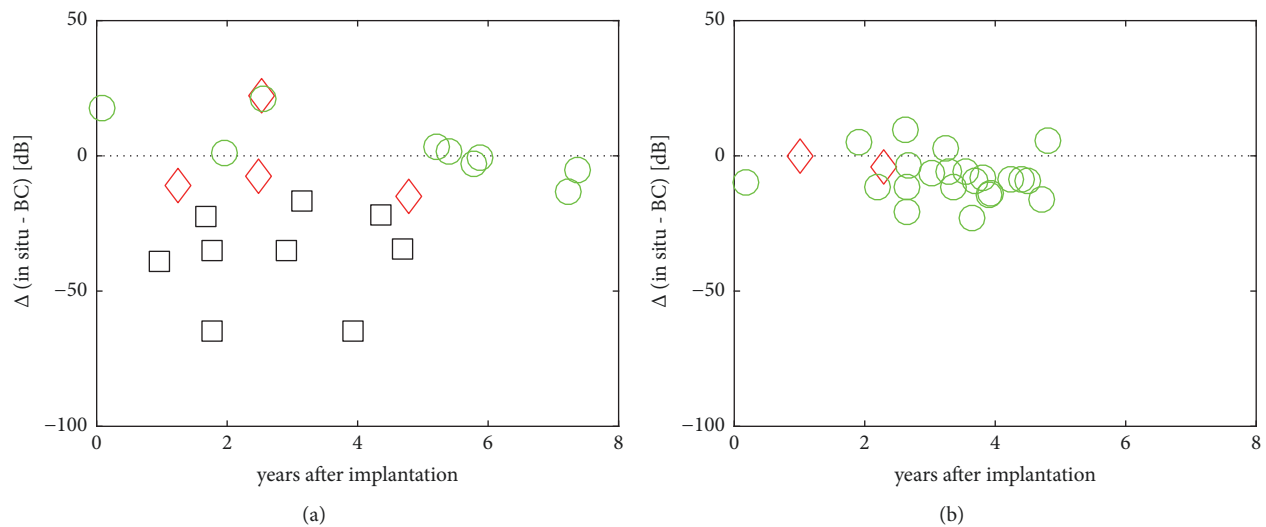 50
0
−50
−100
Δ (in situ - BC) [dB]
0 2 4 6 8
years after implantation
(a)
50
0
−50
−100
Δ (in situ - BC) [dB]
0 2 4 6 8
years after implantation
(b)